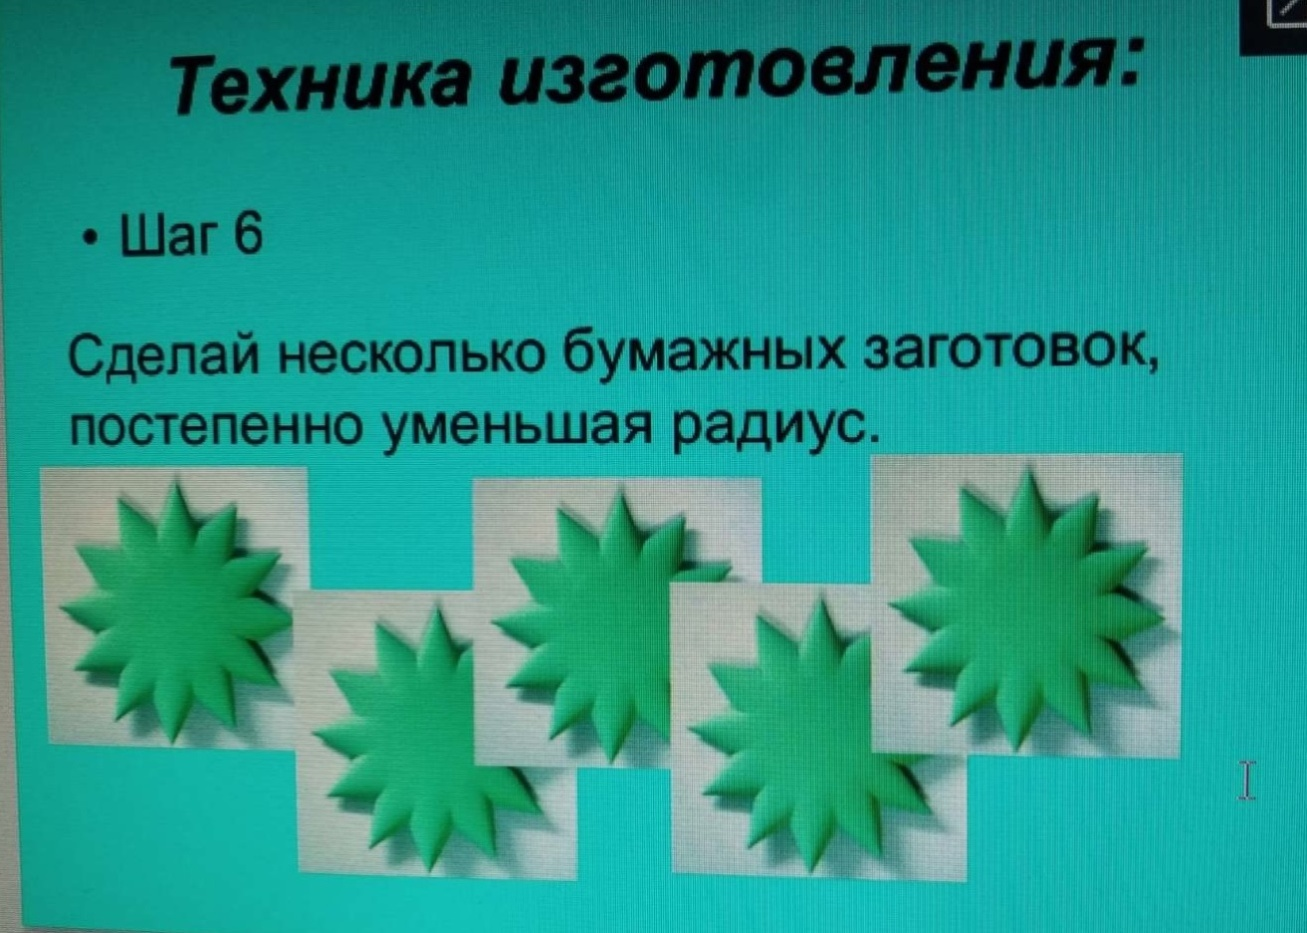 Техника изготовления:
• Шаг 6
Сделай несколько бумажных заготовок,
постепенно уменьшая радиус.